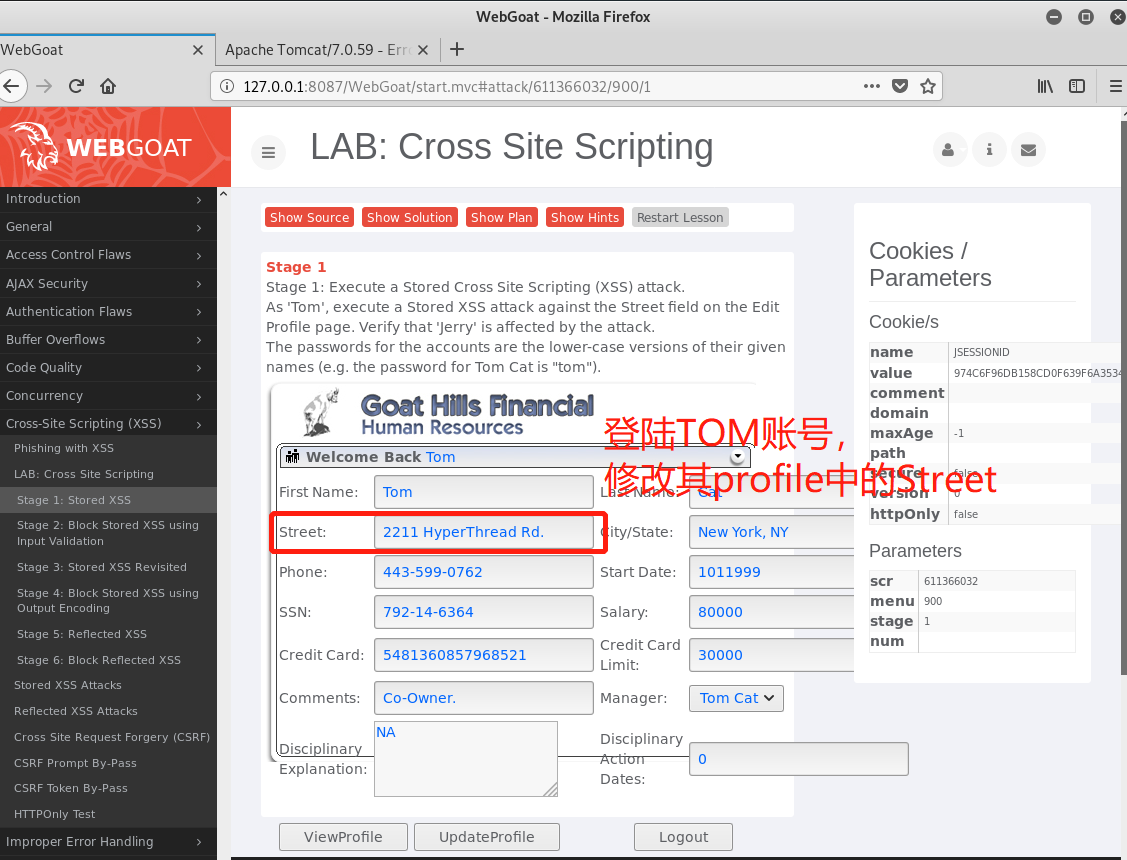 WebGoat - Mozilla Firefox
WebGoat
Apache Tomcat/7.0.59 - Erro
127.0.0.1:8087/WebGoat/start.mvc#attack/611366032/900/1
WEBGOAT
LAB: Cross Site Scripting
Introduction
General
Access Control Flaws
AJAX Security
Authentication Flaws
Buffer Overflows
Code Quality
Concurrency
Cross-Site Scripting (XSS)
Phishing with XSS
LAB: Cross Site Scripting
Stage 1: Stored XSS
Stage 2: Block Stored XSS using
Input Validation
Stage 3: Stored XSS Revisited
Stage 4: Block Stored XSS using
Output Encoding
Stage 5: Reflected XSS
Stage 6: Block Reflected XSS
Stored XSS Attacks
Reflected XSS Attacks
Cross Site Request Forgery (CSRF)
CSRF Prompt By-Pass
CSRF Token By-Pass
HTTPOnly Test
Improper Error Handling
Show Source Show Solution Show Plan Show Hints Restart Lesson
Stage 1
Stage 1: Execute a Stored Cross Site Scripting (XSS) attack.
As 'Tom', execute a Stored XSS attack against the Street field on the Edit
Profile page. Verify that 'Jerry' is affected by the attack.
The passwords for the accounts are the lower-case versions of their given
names (e.g. the password for Tom Cat is "tom").
Goat Hills Financial
Human Resources
登陆TOM账号，
修改其profile中的Street
Welcome Back Tom
First Name: Tom Last Name: Cat
Street: 2211 HyperThread Rd. City/State: New York, NY
Phone: 443-599-0762 Start Date: 1011999
SSN: 792-14-6364 Salary: 80000
Credit Card: 5481360857968521 Credit Card
Limit: 30000
Comments: Co-Owner. Manager: Tom Cat
Disciplinary
Explanation: NA
Disciplinary
Action
Dates: 0
ViewProfile UpdateProfile Logout
Cookies /
Parameters
Cookie/s
name JSESSIONID
value 974C6F96DB158CD0F639F6A3534
comment
domain
maxAge -1
path
secure false
version 0
httpOnly false
Parameters
scr 611366032
menu 900
stage 1
num